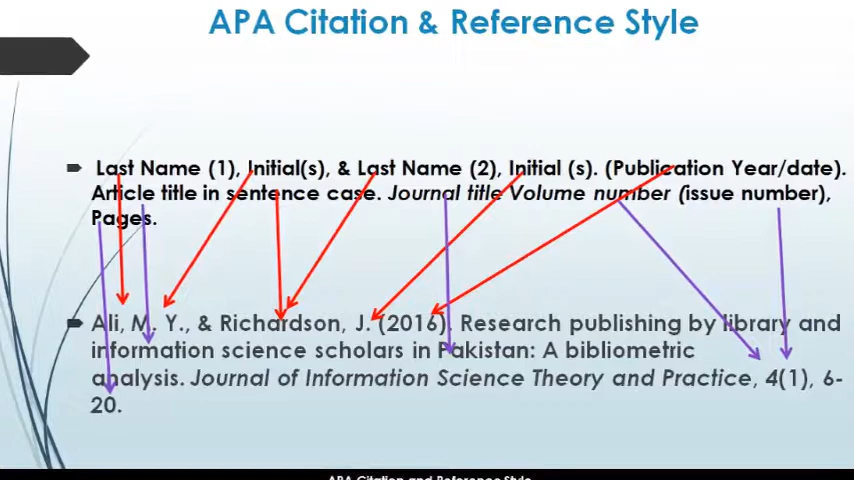 APA Citation & Reference Style
Last Name (1), Initial(s), & Last Name (2), Initial (s). (Publication Year/date).
Article title in sentence case. Journal title Volume number (issue number),
Pages.
Ali, M. Y., & Richardson, J. (2016). Research publishing by library and
information science scholars in Pakistan: A bibliometric
analysis. Journal of Information Science Theory and Practice, 4(1), 6-
20.
APA Citation and Reference Style